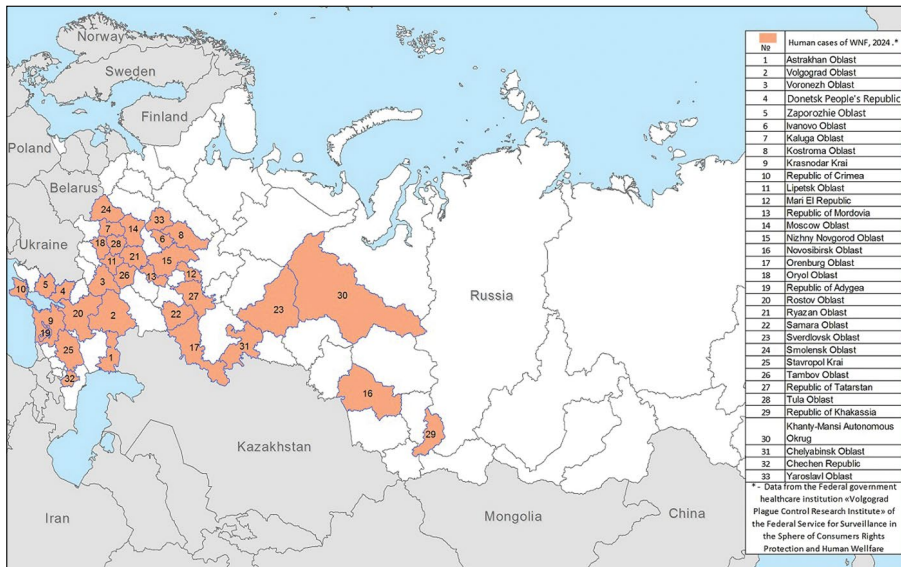 Norway
Sweden
Finland
Poland
Belarus
Ukraine
Russia
Kazakhstan
Mongolia
China
Iran
24
33
7
14
6
8
18
28
21
15
11
12
26
13
3
27
10
5
4
20
2
22
23
30
9
19
17
31
25
1
32
16
29
№ Human cases of WNF, 2024 .*
1 Astrakhan Oblast
2 Volgograd Oblast
3 Voronezh Oblast
4 Donetsk People's Republic
5 Zaporozhie Oblast
6 Ivanovo Oblast
7 Kaluga Oblast
8 Kostroma Oblast
9 Krasnodar Krai
10 Republic of Crimea
11 Lipetsk Oblast
12 Mari El Republic
13 Republic of Mordovia
14 Moscow Oblast
15 Nizhny Novgorod Oblast
16 Novosibirsk Oblast
17 Orenburg Oblast
18 Oryol Oblast
19 Republic of Adygea
20 Rostov Oblast
21 Ryazan Oblast
22 Samara Oblast
23 Sverdlovsk Oblast
24 Smolensk Oblast
25 Stavropol Krai
26 Tambov Oblast
27 Republic of Tatarstan
28 Tula Oblast
29 Republic of Khakassia
30 Khanty-Mansi Autonomous
Okrug
31 Chelyabinsk Oblast
32 Chechen Republic
33 Yaroslavl Oblast
* - Data from the Federal government
healthcare institution «Volgograd
Plague Control Research Institute» of
the Federal Service for Surveillance in
the Sphere of Consumers Rights
Protection and Human Wellfare